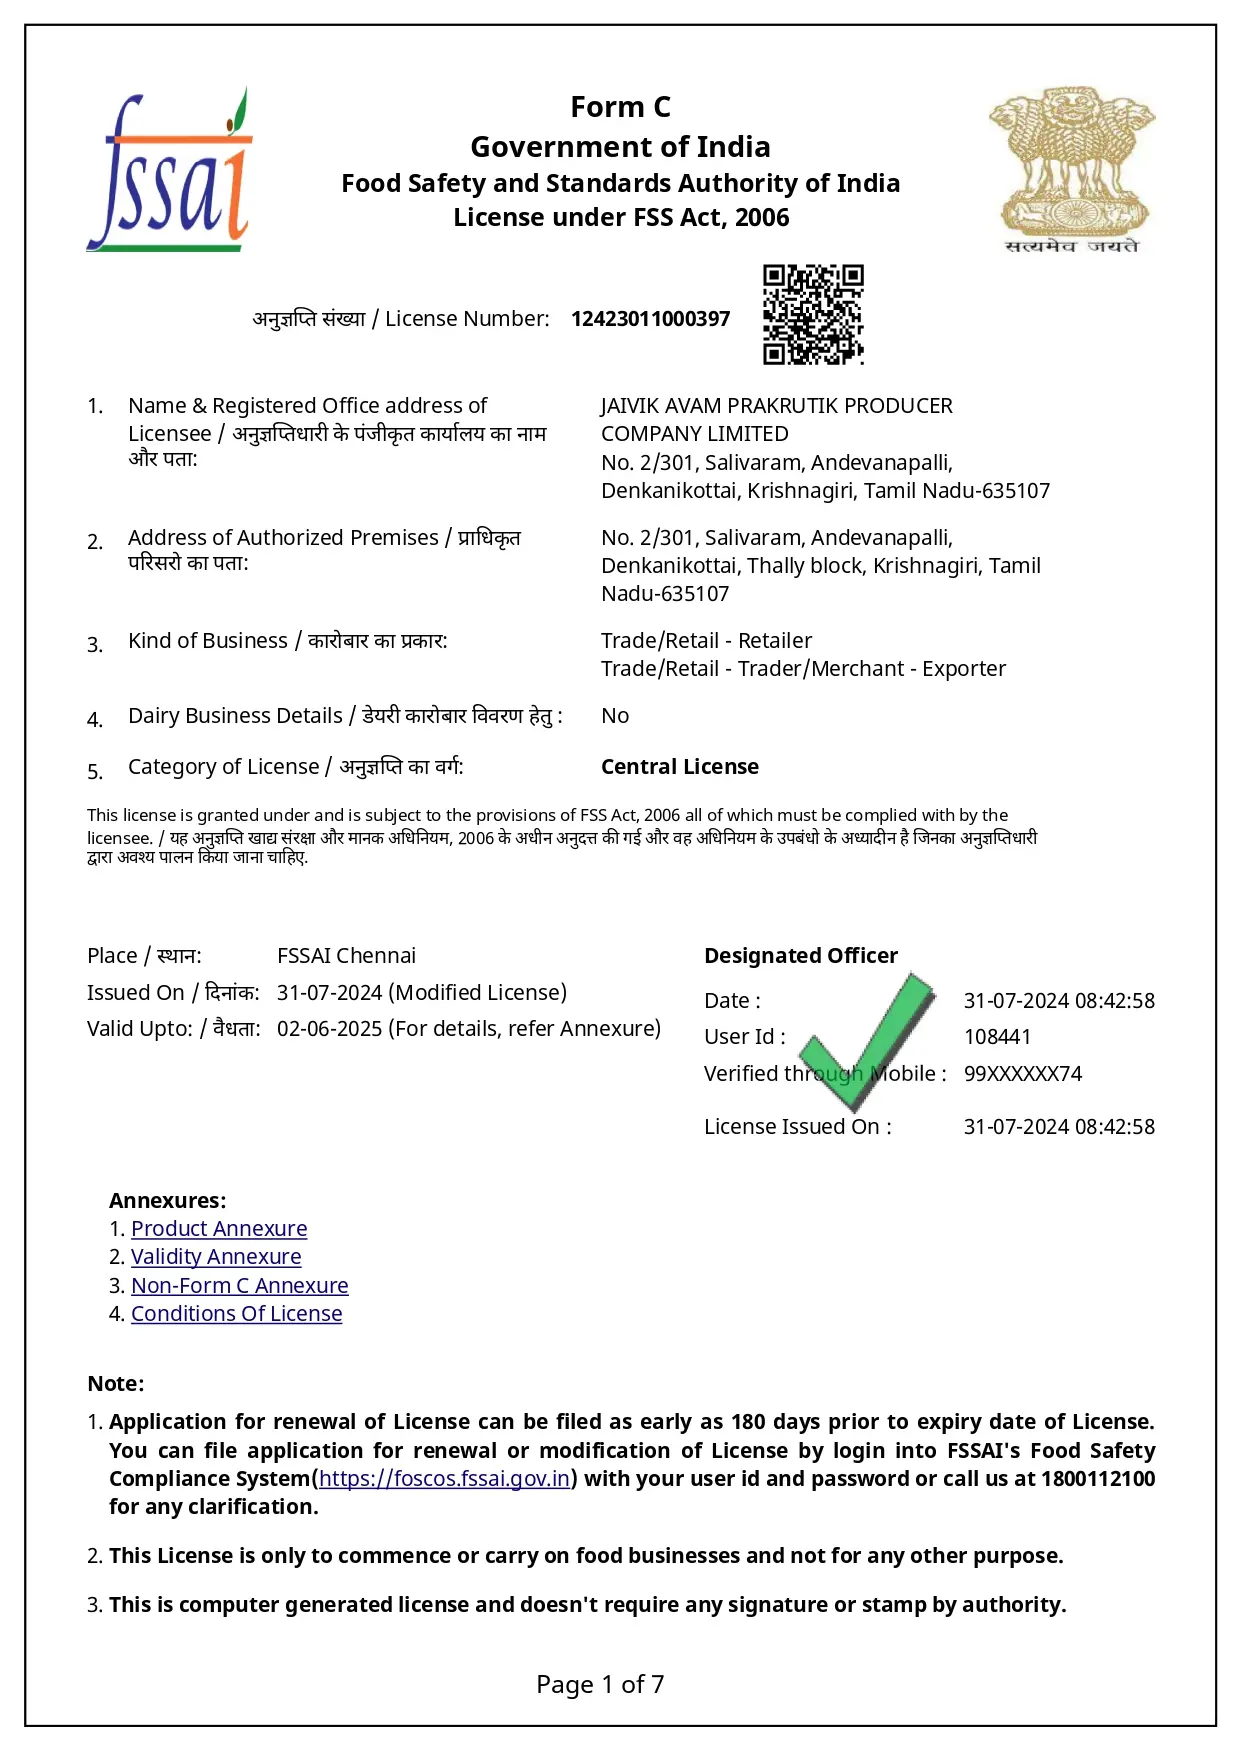 fssai
Form C
Government of India
Food Safety and Standards Authority of India
License under FSS Act, 2006
सत्यमेव जयते
अनुज्ञप्ति संख्या / License Number: 12423011000397
1. Name & Registered Office address of
Licensee / अनुज्ञप्तिधारी के पंजीकृत कार्यालय का नाम
और पता:
JAIVIK AVAM PRAKRUTIK PRODUCER
COMPANY LIMITED
No. 2/301, Salivaram, Andevanapalli,
Denkanikottai, Krishnagiri, Tamil Nadu-635107
2. Address of Authorized Premises / प्राधिकृत
परिसरो का पता:
No. 2/301, Salivaram, Andevanapalli,
Denkanikottai, Thally block, Krishnagiri, Tamil
Nadu-635107
3. Kind of Business / कारोबार का प्रकार:
Trade/Retail - Retailer
Trade/Retail - Trader/Merchant - Exporter
4. Dairy Business Details / डेयरी कारोबार विवरण हेतु : No
5. Category of License / अनुज्ञप्ति का वर्ग: Central License
This license is granted under and is subject to the provisions of FSS Act, 2006 all of which must be complied with by the
licensee. / यह अनुज्ञप्ति खाद्य संरक्षा और मानक अधिनियम, 2006 के अधीन अनुदत्त की गई और वह अधिनियम के उपबंधो के अध्यादीन है जिनका अनुज्ञप्तिधारी
द्वारा अवश्य पालन किया जाना चाहिए.
Place / स्थान: FSSAI Chennai
Issued On / दिनांक: 31-07-2024 (Modified License)
Valid Upto: / वैधता: 02-06-2025 (For details, refer Annexure)
Designated Officer
Date : 31-07-2024 08:42:58
User Id : 108441
Verified through Mobile : 99XXXXXX74
License Issued On : 31-07-2024 08:42:58
Annexures:
1. Product Annexure
2. Validity Annexure
3. Non-Form C Annexure
4. Conditions Of License
Note:
1. Application for renewal of License can be filed as early as 180 days prior to expiry date of License.
You can file application for renewal or modification of License by login into FSSAI's Food Safety
Compliance System(https://foscos.fssai.gov.in) with your user id and password or call us at 1800112100
for any clarification.
2. This License is only to commence or carry on food businesses and not for any other purpose.
3. This is computer generated license and doesn't require any signature or stamp by authority.
Page 1 of 7